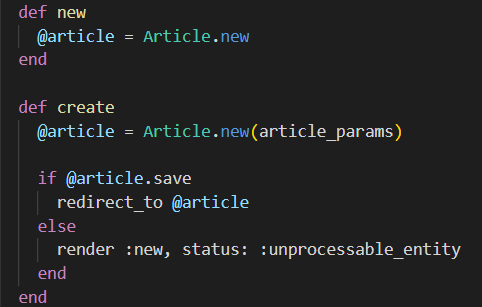 def new
  @article = Article.new
end

def create
  @article = Article.new(article_params)

  if @article.save
    redirect_to @article
  else
    render :new, status: :unprocessable_entity
  end
end